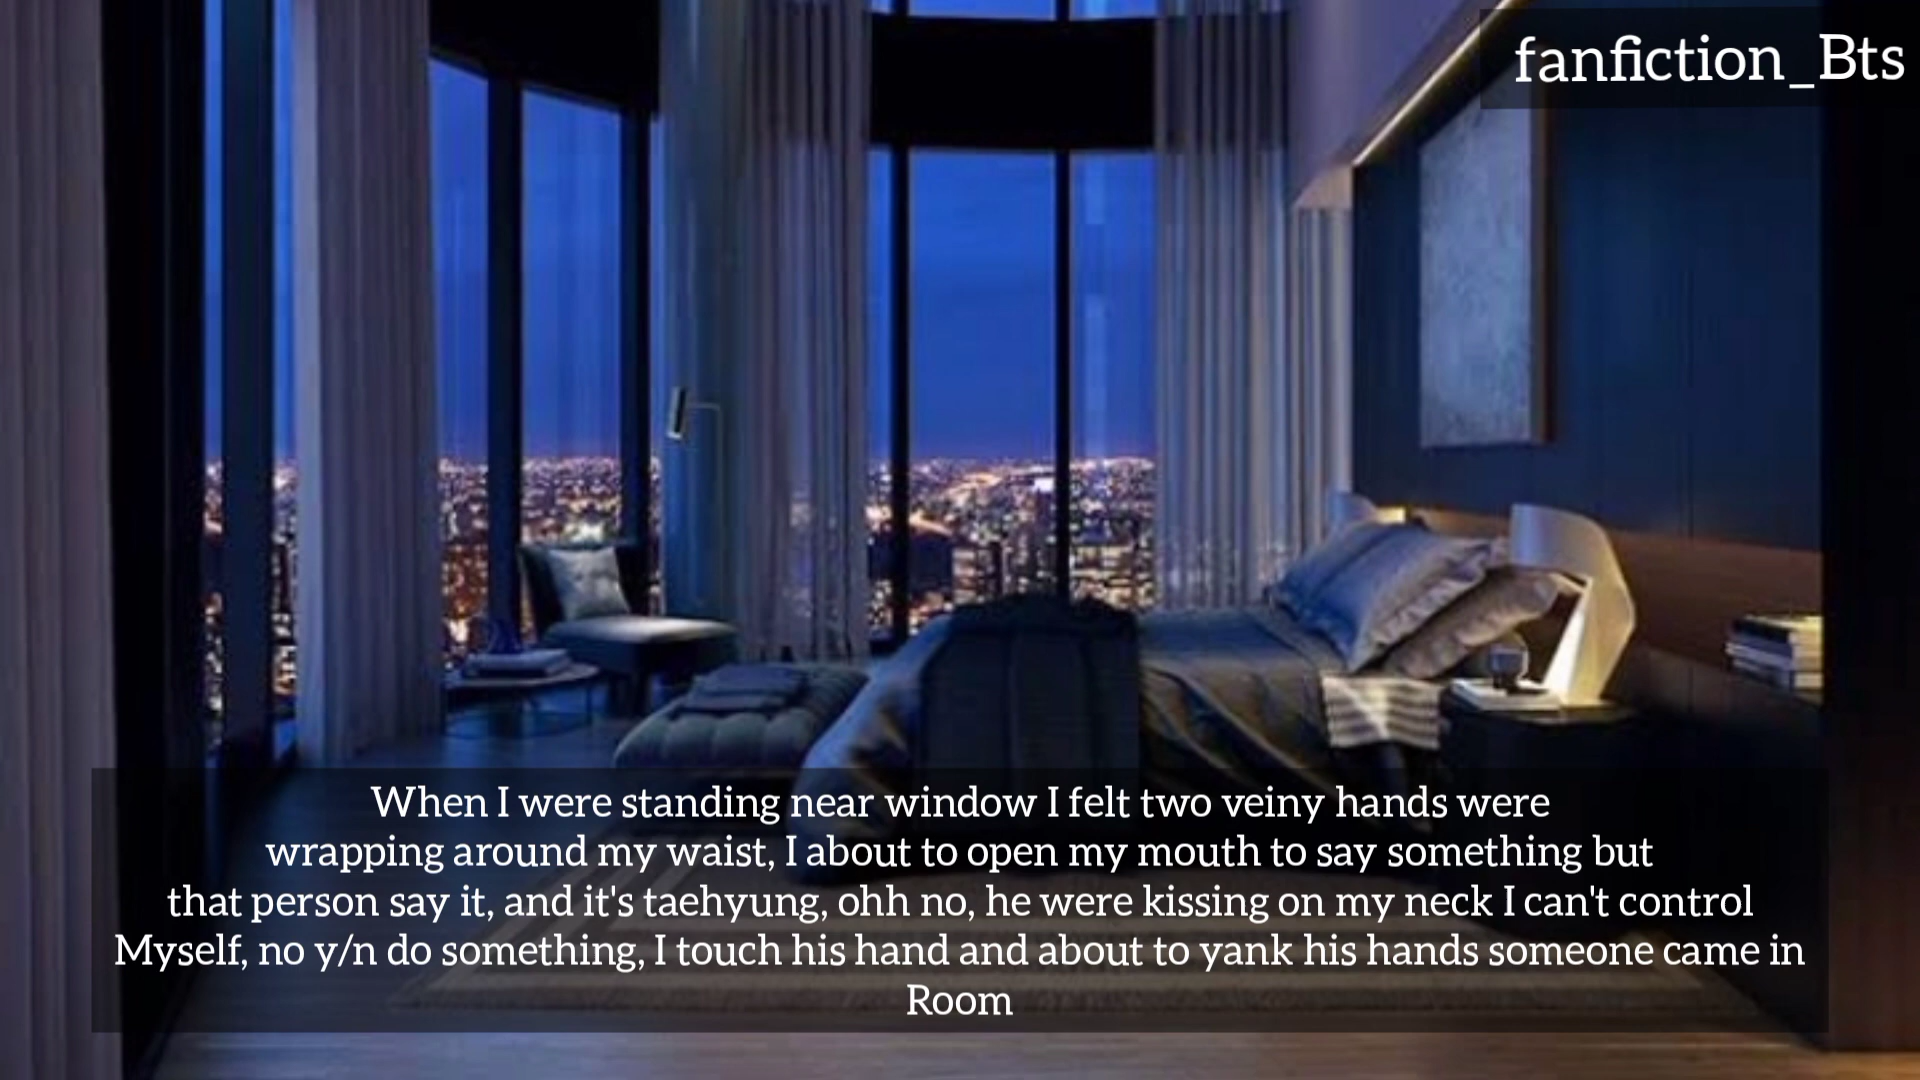 fanfiction_Bts
When I were standing near window I felt two veiny hands were
wrapping around my waist, I about to open my mouth to say something but
that person say it, and it's taehyung, ohh no, he were kissing on my neck I can't control
Myself, no y/n do something, I touch his hand and about to yank his hands someone came in
Room